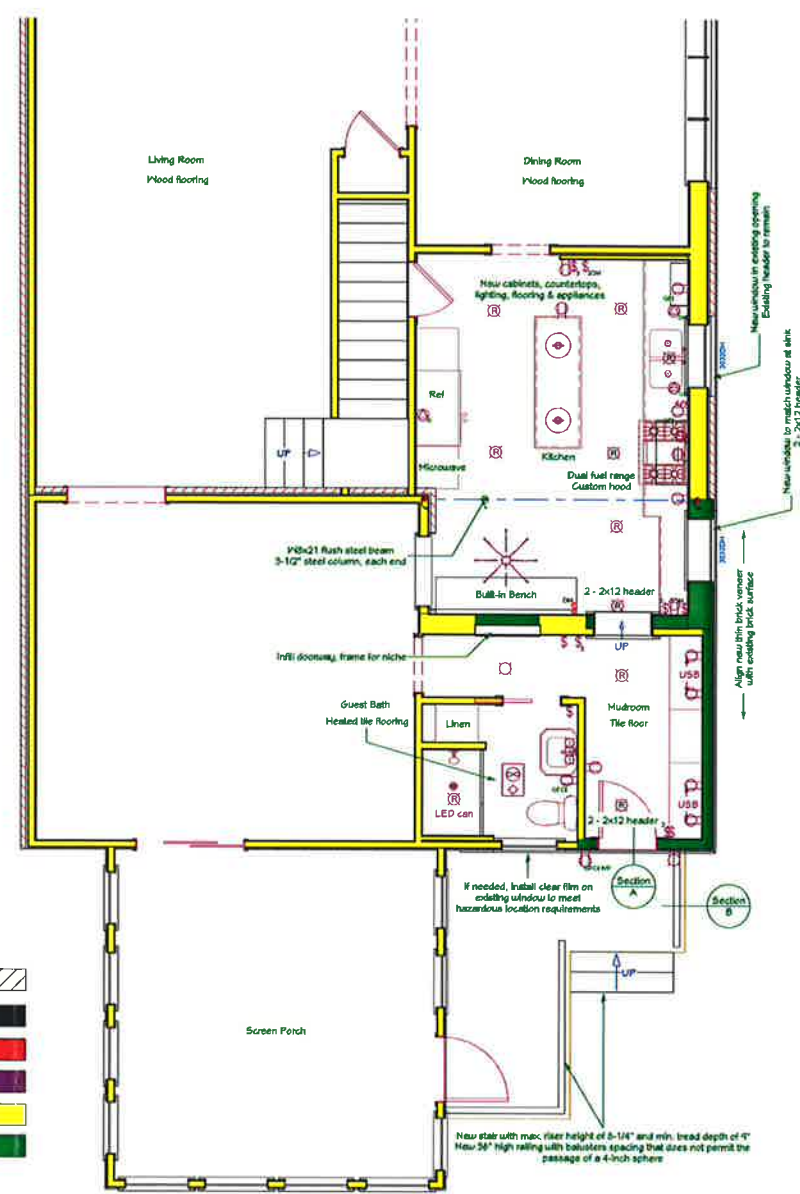 Living Room
Wood flooring
Dining Room
Wood flooring
New cabinets, countertops,
lighting, flooring & appliances
New window in existing opening
Existing header to remain
3032DH
New window to match window at sink
2 - 2x12 header
3032DH
Ref
Microwave
Kitchen
Dual fuel range
Custom hood
UP
W8x21 flush steel beam
3-1/2" steel column, each end
Built-in Bench
2 - 2x12 header
UP
Infill doorway, frame for niche
Align new thin brick veneer
with existing brick surface
Guest Bath
Heated tile flooring
Linen
Mudroom
Tile floor
USB
LED can
GFCI
USB
2 - 2x12 header
If needed, install clear film on
existing window to meet
hazardous location requirements
Section
A
Section
B
UP
Screen Porch
New stair with max. riser height of 8-1/4" and min. tread depth of 9"
New 36" high railing with balusters spacing that does not permit the
passage of a 4-inch sphere